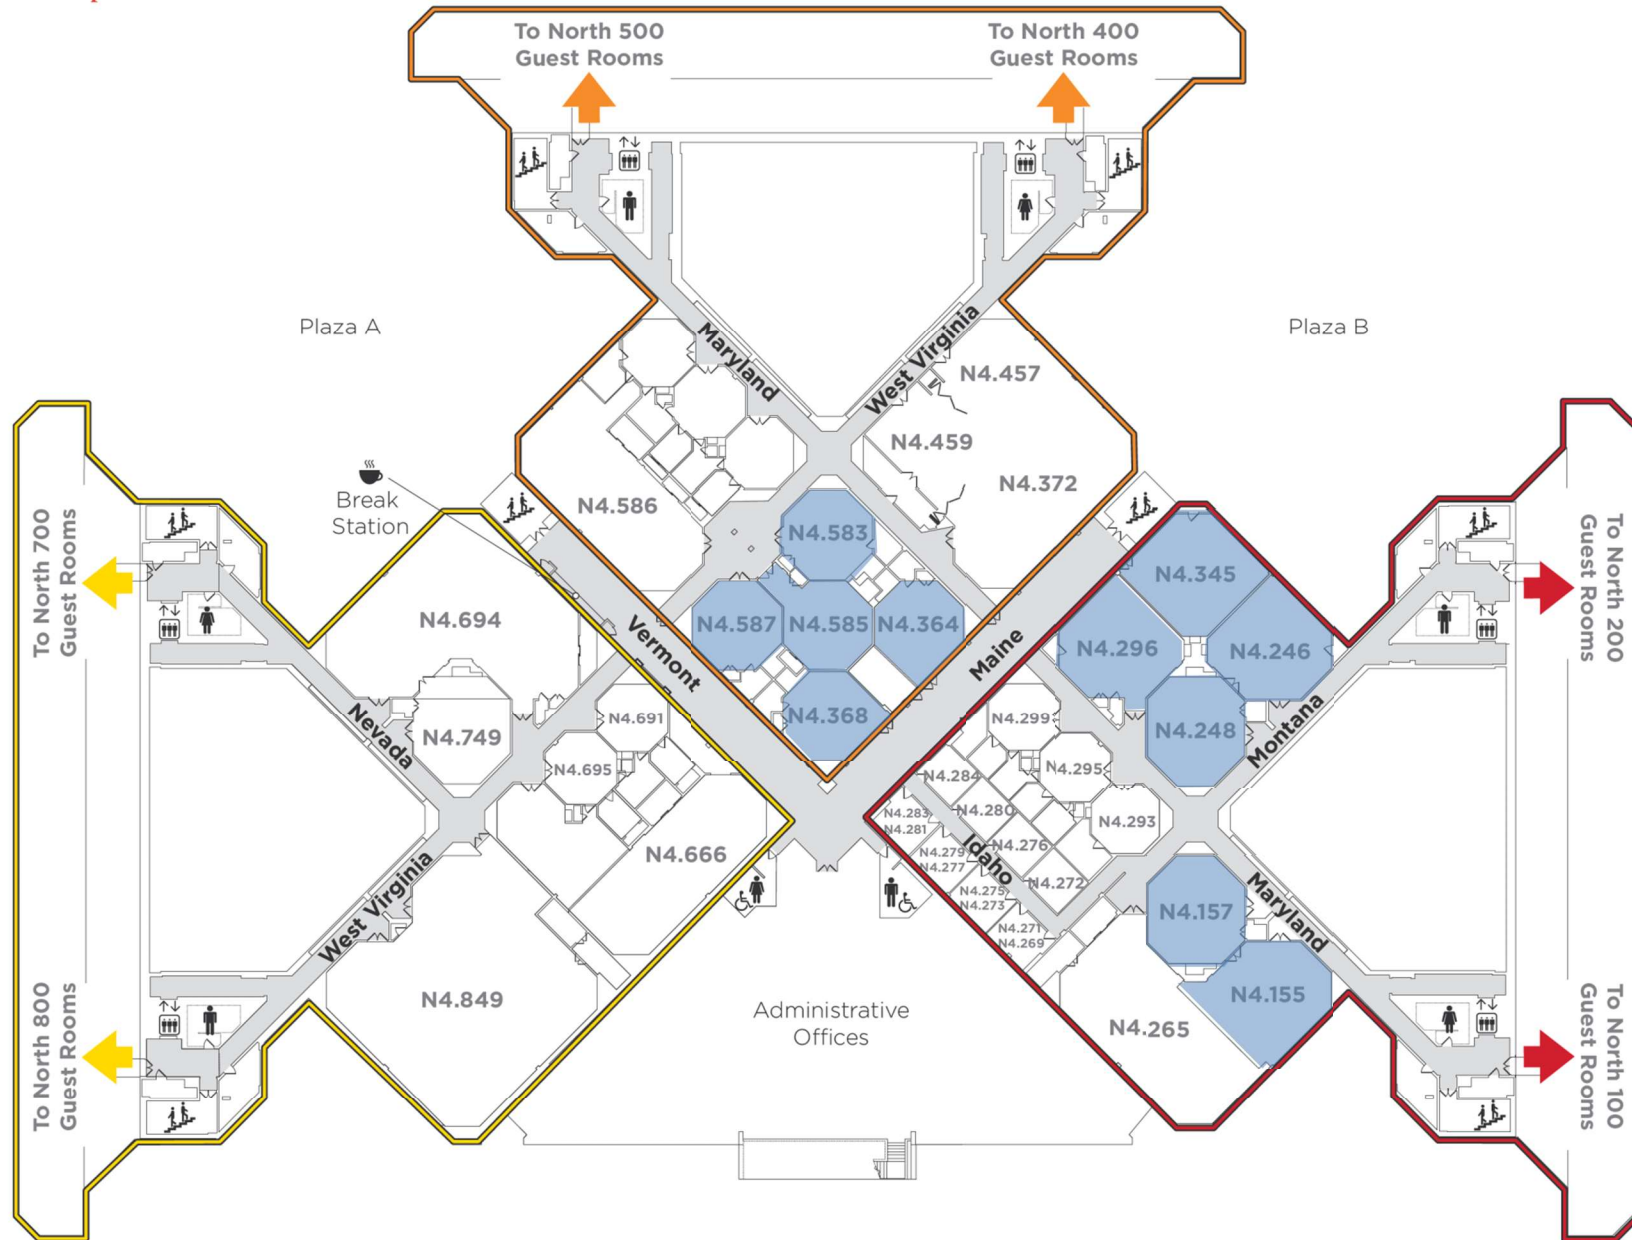 To North 500
Guest Rooms
To North 400
Guest Rooms
Plaza A
Plaza B
Maryland
West Virginia
N4.457
N4.459
N4.372
N4.586
Break
Station
N4.583
N4.587
N4.585
N4.364
N4.368
Vermont
Maine
To North 700
Guest Rooms
N4.694
N4.749
N4.691
N4.695
Nevada
West Virginia
N4.666
N4.849
To North 800
Guest Rooms
N4.345
N4.296
N4.246
N4.248
Montana
To North 200
Guest Rooms
N4.299
N4.295
N4.293
N4.284
N4.280
N4.276
N4.272
N4.283
N4.281
N4.279
N4.277
N4.275
N4.273
N4.271
N4.269
Idaho
N4.157
N4.155
Maryland
N4.265
To North 100
Guest Rooms
Administrative
Offices